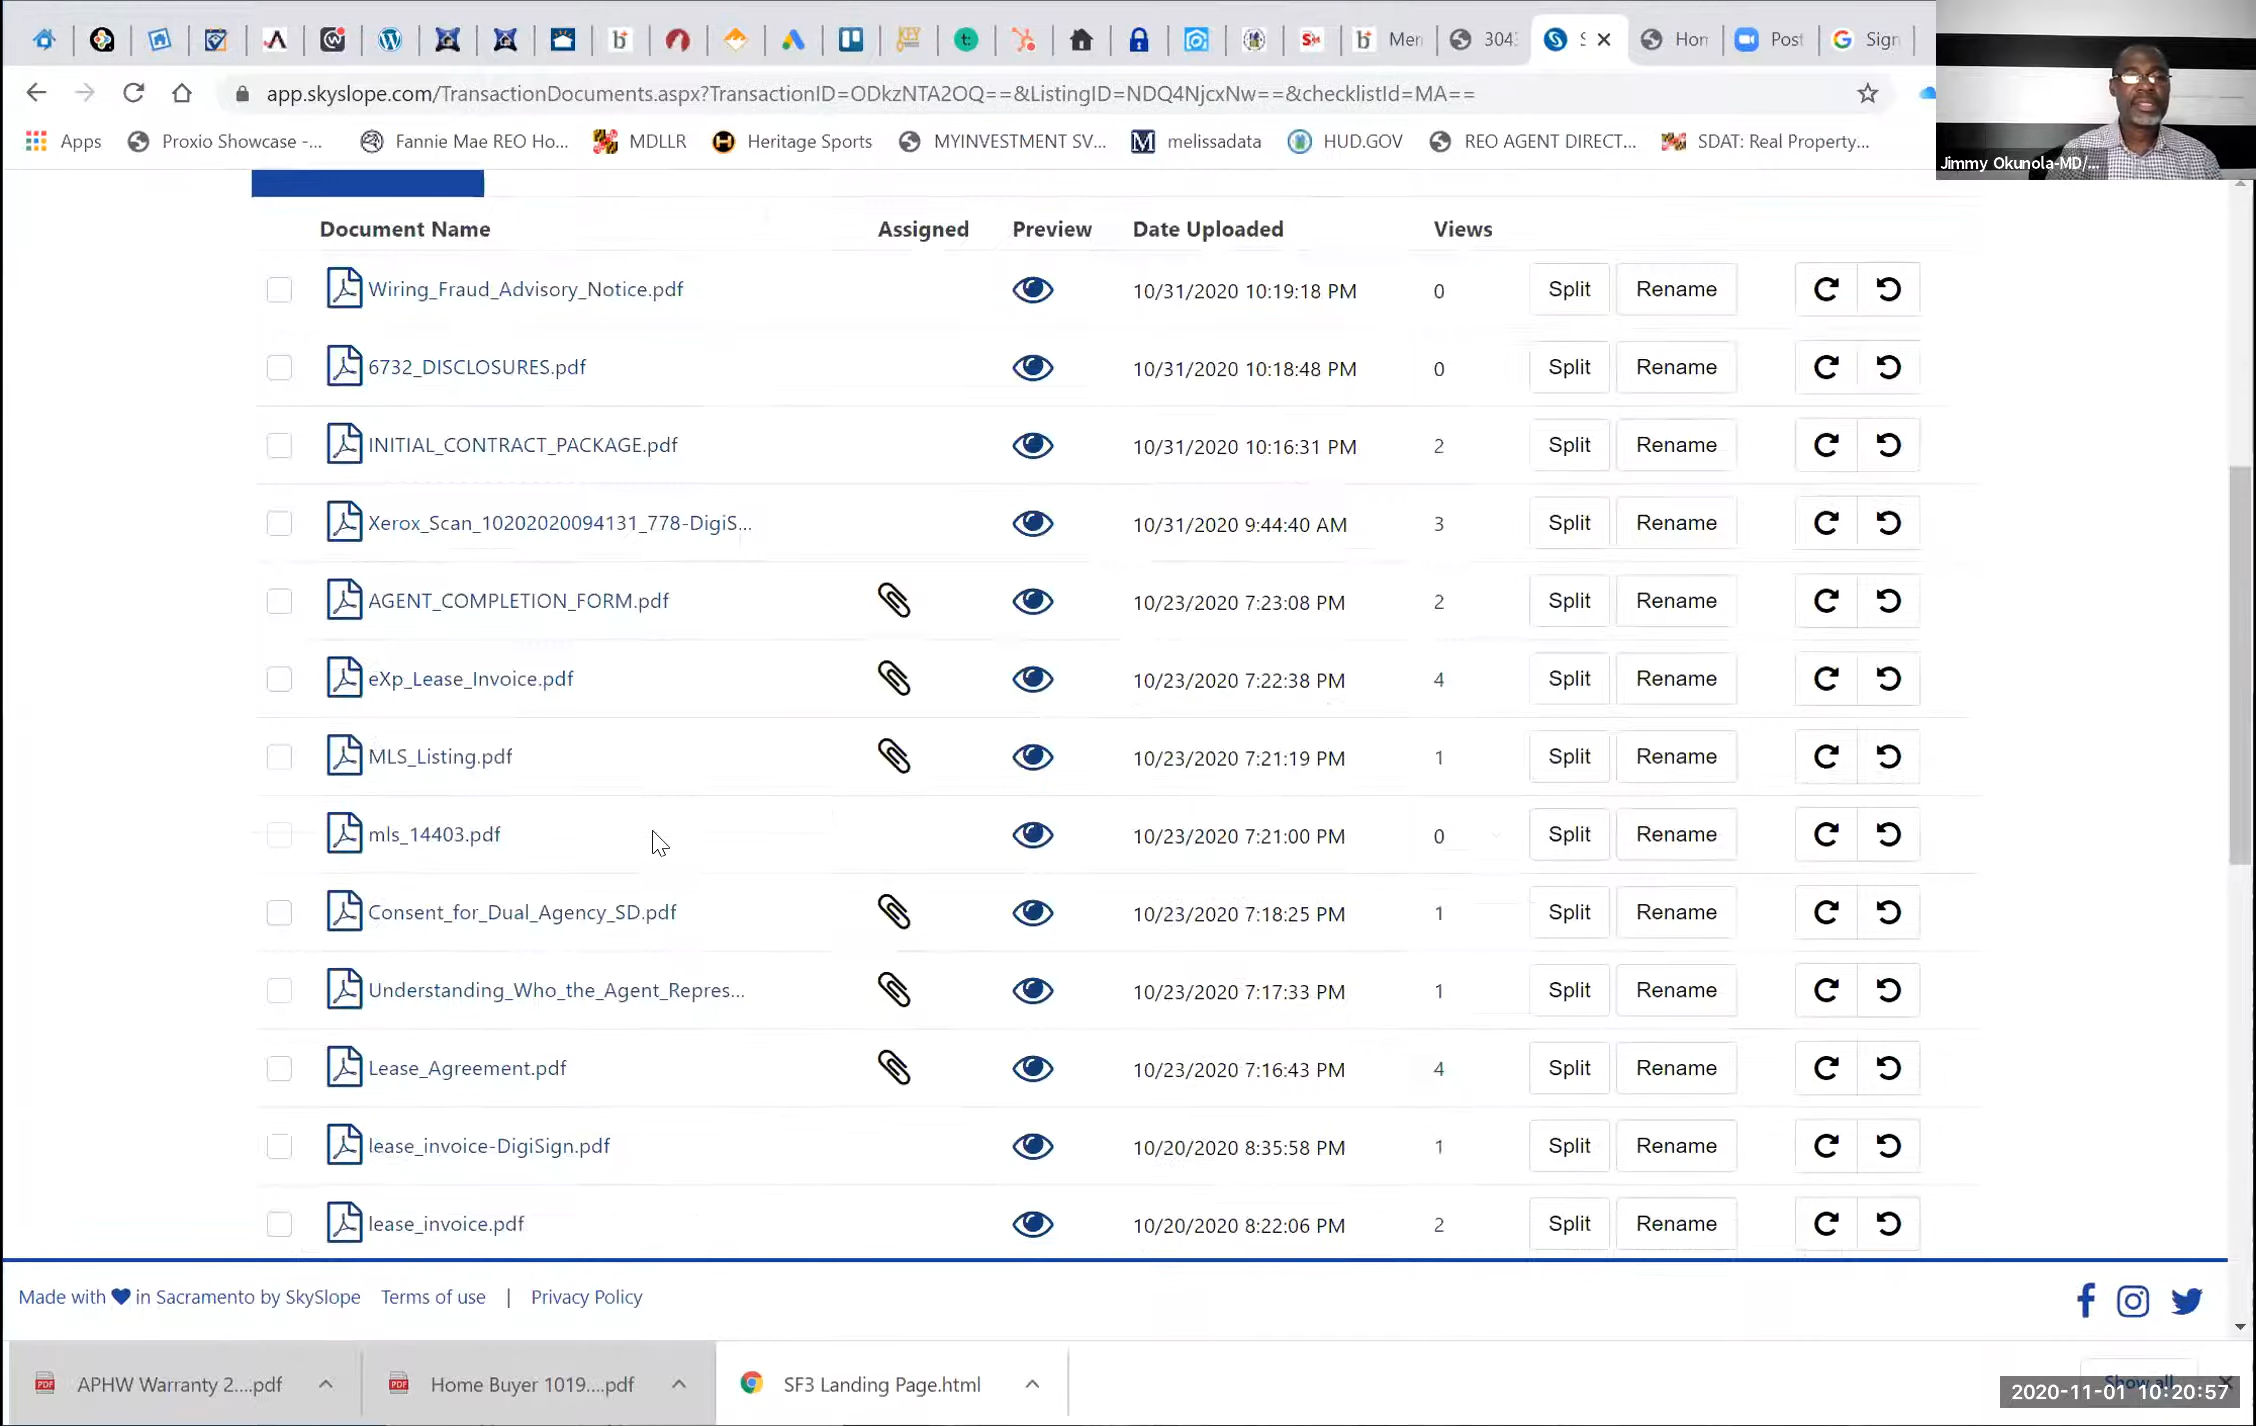 Mer
304:
Hon
Post
Sign
app.skyslope.com/TransactionDocuments.aspx?TransactionID=ODkzNTA2OQ==&ListingID=NDQ4NjcxNw==&checklistId=MA==
Apps Proxio Showcase -... Fannie Mae REO Ho... MDLLR Heritage Sports MYINVESTMENT SV... melissadata HUD.GOV REO AGENT DIRECT... SDAT: Real Property...
Jimmy Okunola-MD/...
Document Name Assigned Preview Date Uploaded Views
Wiring_Fraud_Advisory_Notice.pdf 10/31/2020 10:19:18 PM 0 Split Rename
6732_DISCLOSURES.pdf 10/31/2020 10:18:48 PM 0 Split Rename
INITIAL_CONTRACT_PACKAGE.pdf 10/31/2020 10:16:31 PM 2 Split Rename
Xerox_Scan_10202020094131_778-DigiS... 10/31/2020 9:44:40 AM 3 Split Rename
AGENT_COMPLETION_FORM.pdf 10/23/2020 7:23:08 PM 2 Split Rename
eXp_Lease_Invoice.pdf 10/23/2020 7:22:38 PM 4 Split Rename
MLS_Listing.pdf 10/23/2020 7:21:19 PM 1 Split Rename
mls_14403.pdf 10/23/2020 7:21:00 PM 0 Split Rename
Consent_for_Dual_Agency_SD.pdf 10/23/2020 7:18:25 PM 1 Split Rename
Understanding_Who_the_Agent_Repres... 10/23/2020 7:17:33 PM 1 Split Rename
Lease_Agreement.pdf 10/23/2020 7:16:43 PM 4 Split Rename
lease_invoice-DigiSign.pdf 10/20/2020 8:35:58 PM 1 Split Rename
lease_invoice.pdf 10/20/2020 8:22:06 PM 2 Split Rename
Made with in Sacramento by SkySlope Terms of use | Privacy Policy
APHW Warranty 2....pdf Home Buyer 1019....pdf SF3 Landing Page.html Show all
2020-11-01 10:20:57